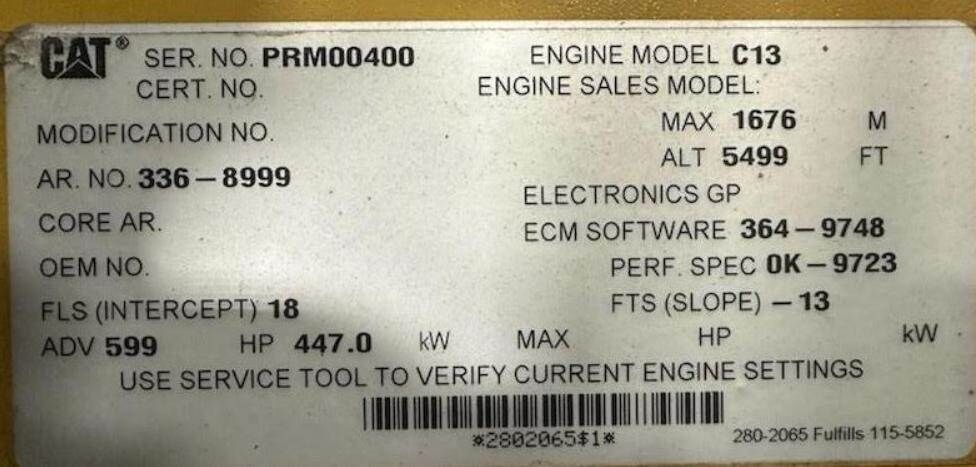 CAT® SER. NO. PRM00400 ENGINE MODEL C13
CERT. NO. ENGINE SALES MODEL:
MODIFICATION NO. MAX 1676 M
ALT 5499 FT
AR. NO. 336-8999
ELECTRONICS GP
CORE AR. ECM SOFTWARE 364-9748
OEM NO. PERF. SPEC 0K-9723
FLS (INTERCEPT) 18 FTS (SLOPE) -13
ADV 599 HP 447.0 kW MAX HP kW
USE SERVICE TOOL TO VERIFY CURRENT ENGINE SETTINGS
*2802065$1* 280-2065 Fulfills 115-5852